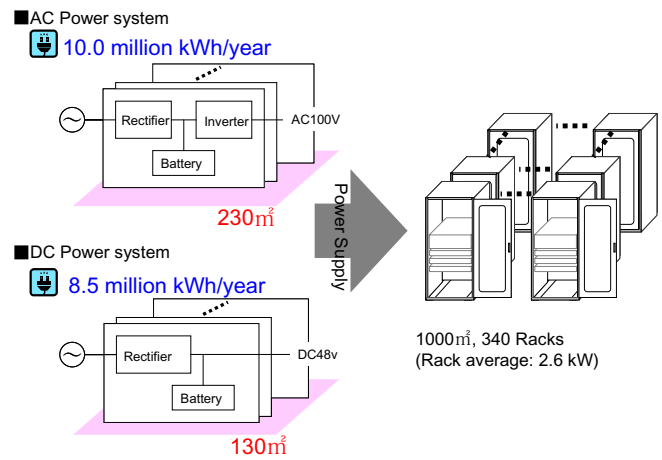 ■AC Power system
10.0 million kWh/year
Rectifier
Inverter
AC100V
Battery
230㎡
■DC Power system
8.5 million kWh/year
Rectifier
DC48v
Battery
130㎡
Power Supply
1000㎡, 340 Racks
(Rack average: 2.6 kW)